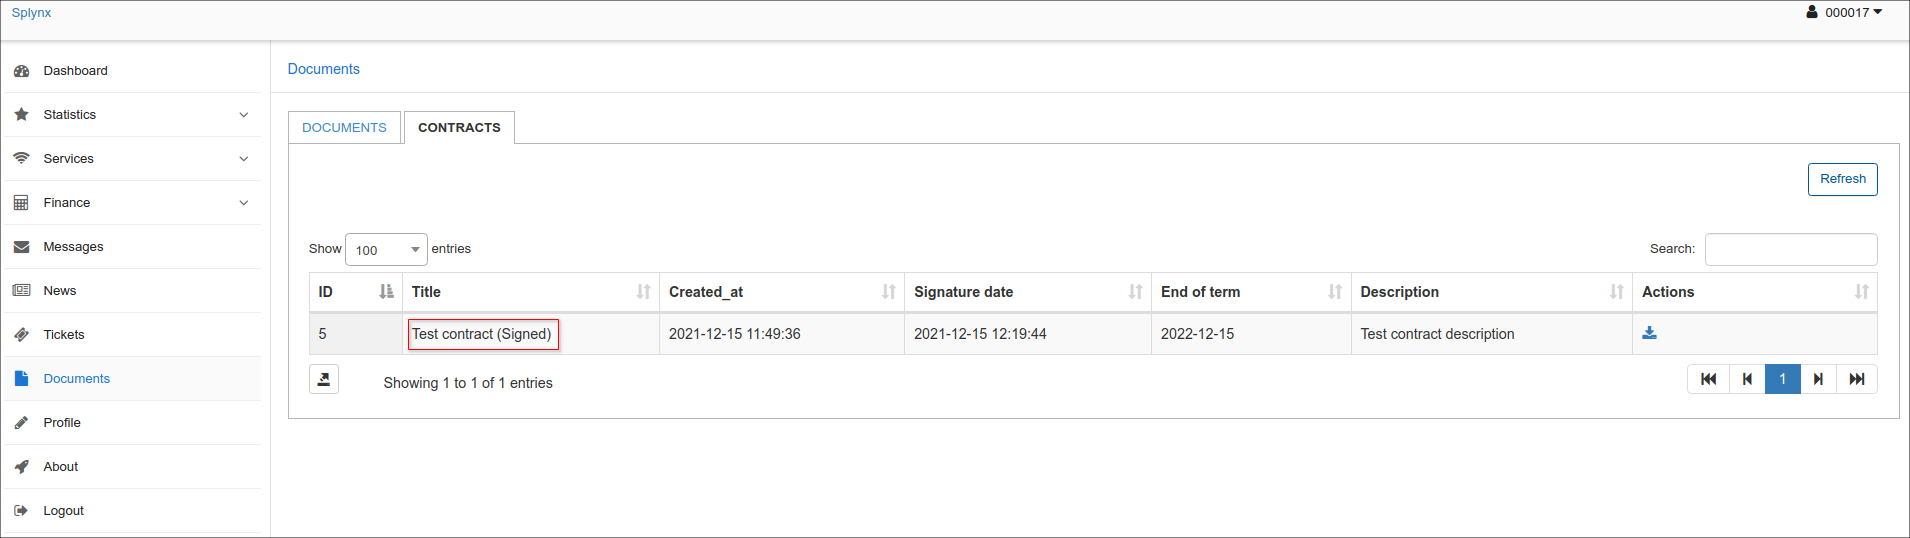 Splynx
000017
Dashboard
Statistics
Services
Finance
Messages
News
Tickets
Documents
Profile
About
Logout
Documents
DOCUMENTS CONTRACTS
Refresh
Show 100 entries Search:
ID Title Created_at Signature date End of term Description Actions
5 Test contract (Signed) 2021-12-15 11:49:36 2021-12-15 12:19:44 2022-12-15 Test contract description
Showing 1 to 1 of 1 entries 1